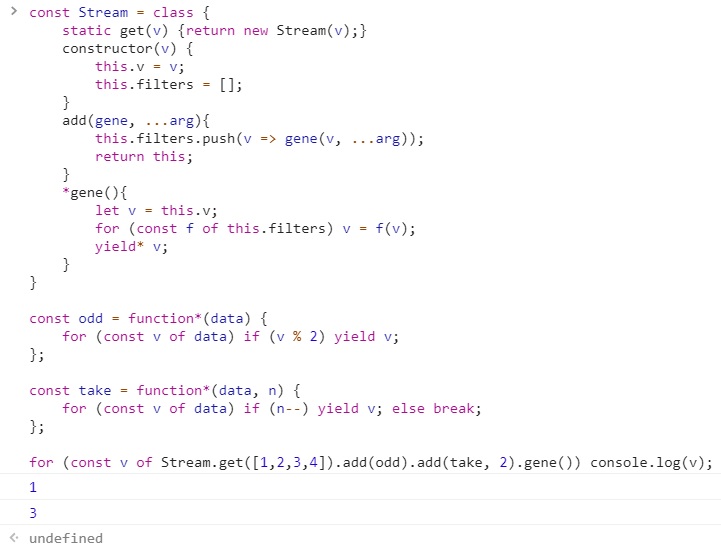 > const Stream = class {
    static get(v) {return new Stream(v);}
    constructor(v) {
        this.v = v;
        this.filters = [];
    }
    add(gene, ...arg){
        this.filters.push(v => gene(v, ...arg));
        return this;
    }
    *gene(){
        let v = this.v;
        for (const f of this.filters) v = f(v);
        yield* v;
    }
}

const odd = function*(data) {
    for (const v of data) if (v % 2) yield v;
};

const take = function*(data, n) {
    for (const v of data) if (n--) yield v; else break;
};

for (const v of Stream.get([1,2,3,4]).add(odd).add(take, 2).gene()) console.log(v);
1
3
<· undefined